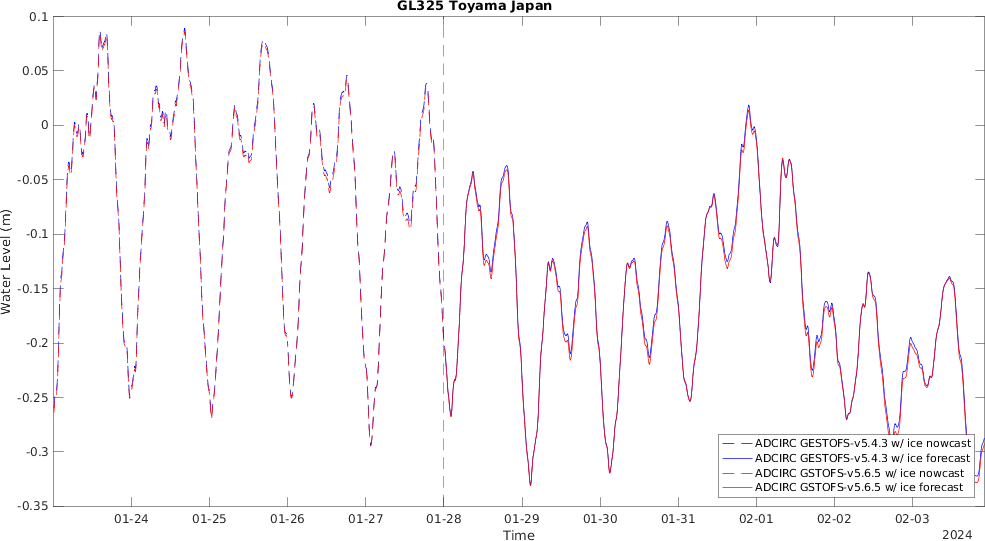 GL325 Toyama Japan
0.1
0.05
0
-0.05
-0.1
-0.15
-0.2
-0.25
-0.3
-0.35
Water Level (m)
ADCIRC GESTOFS-v5.4.3 w/ ice nowcast
ADCIRC GESTOFS-v5.4.3 w/ ice forecast
ADCIRC GSTOFS-v5.6.5 w/ ice nowcast
ADCIRC GSTOFS-v5.6.5 w/ ice forecast
01-24 01-25 01-26 01-27 01-28 01-29 01-30 01-31 02-01 02-02 02-03
Time
2024